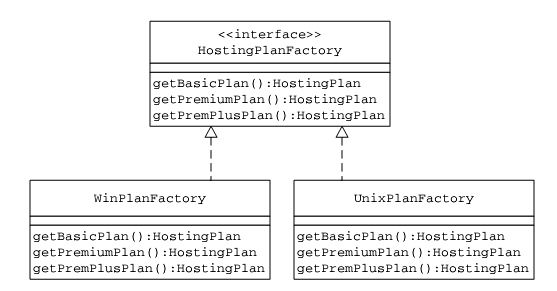 <<interface>>
HostingPlanFactory
getBasicPlan():HostingPlan
getPremiumPlan():HostingPlan
getPremPlusPlan():HostingPlan
WinPlanFactory
getBasicPlan():HostingPlan
getPremiumPlan():HostingPlan
getPremPlusPlan():HostingPlan
UnixPlanFactory
getBasicPlan():HostingPlan
getPremiumPlan():HostingPlan
getPremPlusPlan():HostingPlan